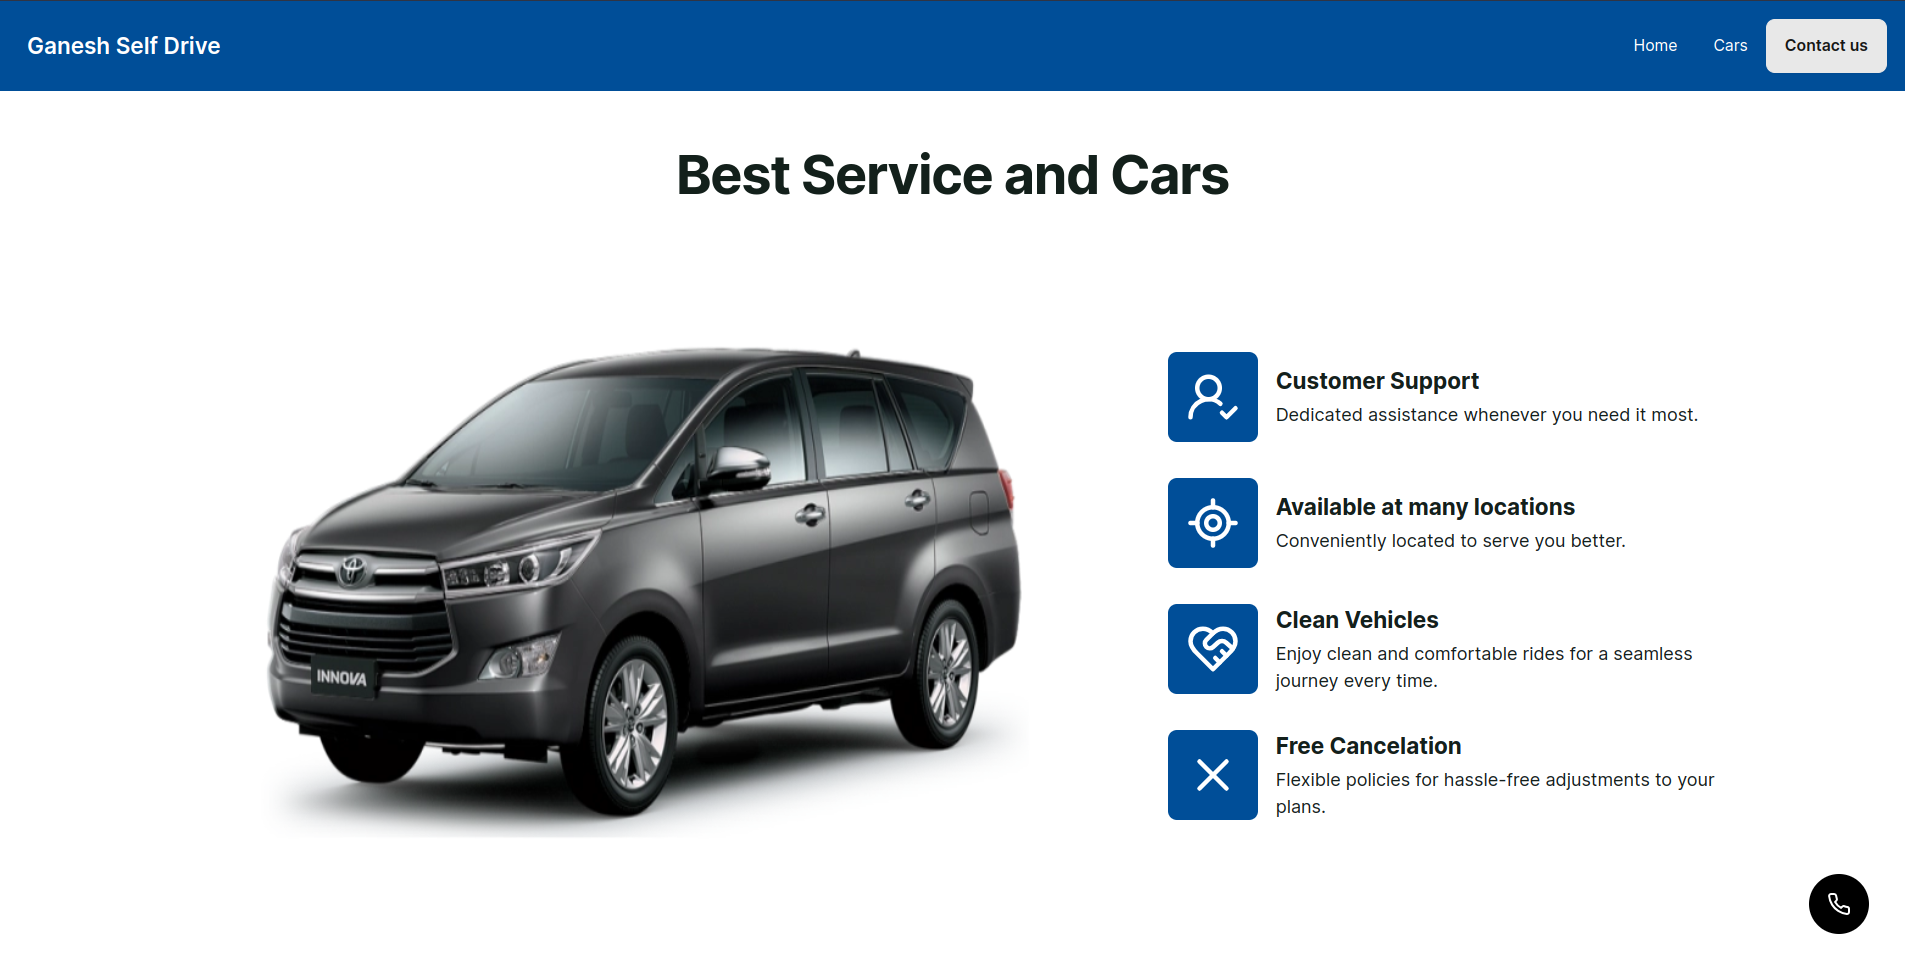 Ganesh Self Drive
Home
Cars
Contact us
Best Service and Cars
INNOVA
Customer Support
Dedicated assistance whenever you need it most.
Available at many locations
Conveniently located to serve you better.
Clean Vehicles
Enjoy clean and comfortable rides for a seamless
journey every time.
Free Cancelation
Flexible policies for hassle-free adjustments to your
plans.